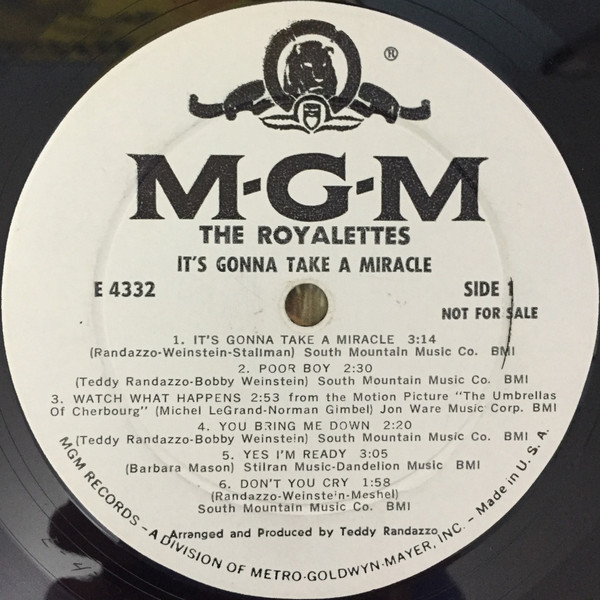 ®
M-G-M
THE ROYALETTES
IT'S GONNA TAKE A MIRACLE
E 4332
SIDE 1
NOT FOR SALE
1. IT'S GONNA TAKE A MIRACLE 3:14
(Randazzo-Weinstein-Stallman) South Mountain Music Co. BMI
2. POOR BOY 2:30
(Teddy Randazzo-Bobby Weinstein) South Mountain Music Co. BMI
3. WATCH WHAT HAPPENS 2:53 from the Motion Picture "The Umbrellas
Of Cherbourg" (Michel LeGrand-Norman Gimbel) Jon Ware Music Corp. BMI
4. YOU BRING ME DOWN 2:20
(Teddy Randazzo-Bobby Weinstein) South Mountain Music Co. BMI
5. YES I'M READY 3:05
(Barbara Mason) Stilran Music-Dandelion Music BMI
6. DON'T YOU CRY 1:58
(Randazzo-Weinstein-Meshel)
South Mountain Music Co. BMI
Arranged and Produced by Teddy Randazzo
MGM RECORDS - A DIVISION OF METRO-GOLDWYN-MAYER, INC. - Made in U.S.A.